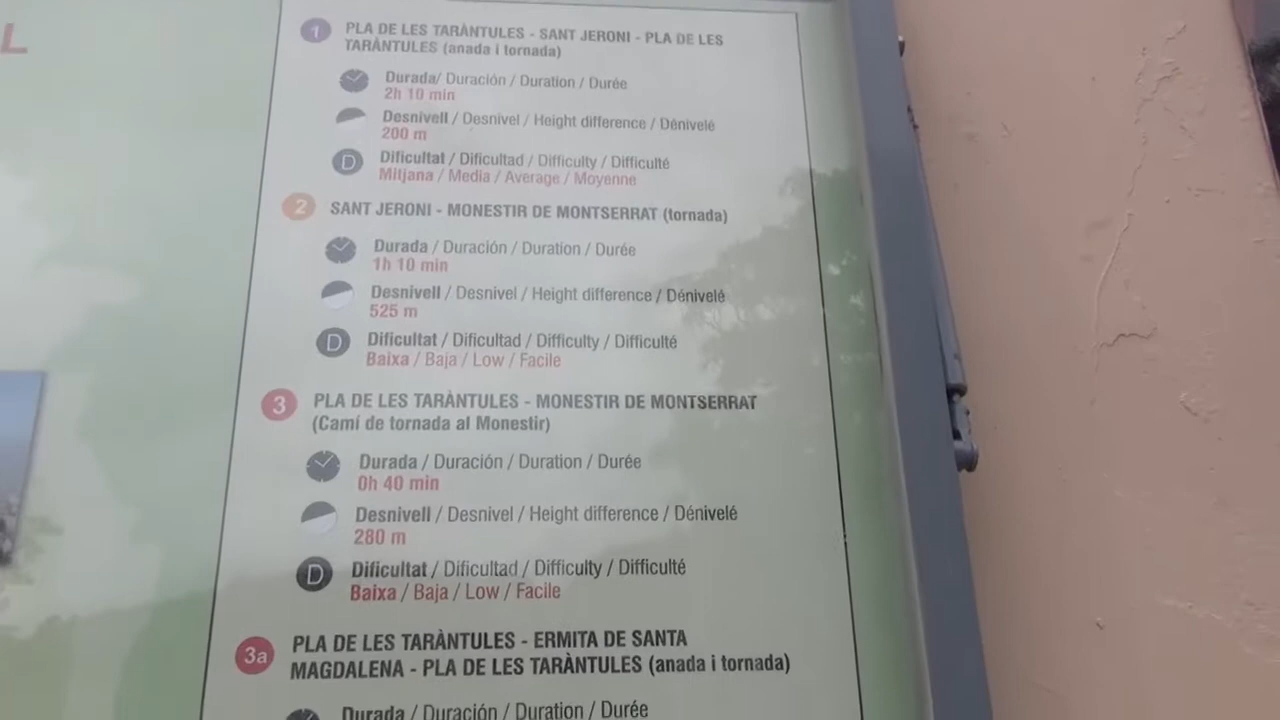 L
1 PLA DE LES TARÀNTULES - SANT JERONI - PLA DE LES
TARÀNTULES (anada i tornada)
Durada/ Duración / Duration / Durée
2h 10 min
Desnivell / Desnivel / Height difference / Dénivelé
200 m
D Dificultat / Dificultad / Difficulty / Difficulté
Mitjana / Media / Average / Moyenne
2 SANT JERONI - MONESTIR DE MONTSERRAT (tornada)
Durada / Duración / Duration / Durée
1h 10 min
Desnivell / Desnivel / Height difference / Dénivelé
525 m
D Dificultat / Dificultad / Difficulty / Difficulté
Baixa / Baja / Low / Facile
3 PLA DE LES TARÀNTULES - MONESTIR DE MONTSERRAT
(Camí de tornada al Monestir)
Durada / Duración / Duration / Durée
0h 40 min
Desnivell / Desnivel / Height difference / Dénivelé
280 m
D Dificultat / Dificultad / Difficulty / Difficulté
Baixa / Baja / Low / Facile
3a PLA DE LES TARÀNTULES - ERMITA DE SANTA
MAGDALENA - PLA DE LES TARÀNTULES (anada i tornada)
Durada / Duración / Duration / Durée